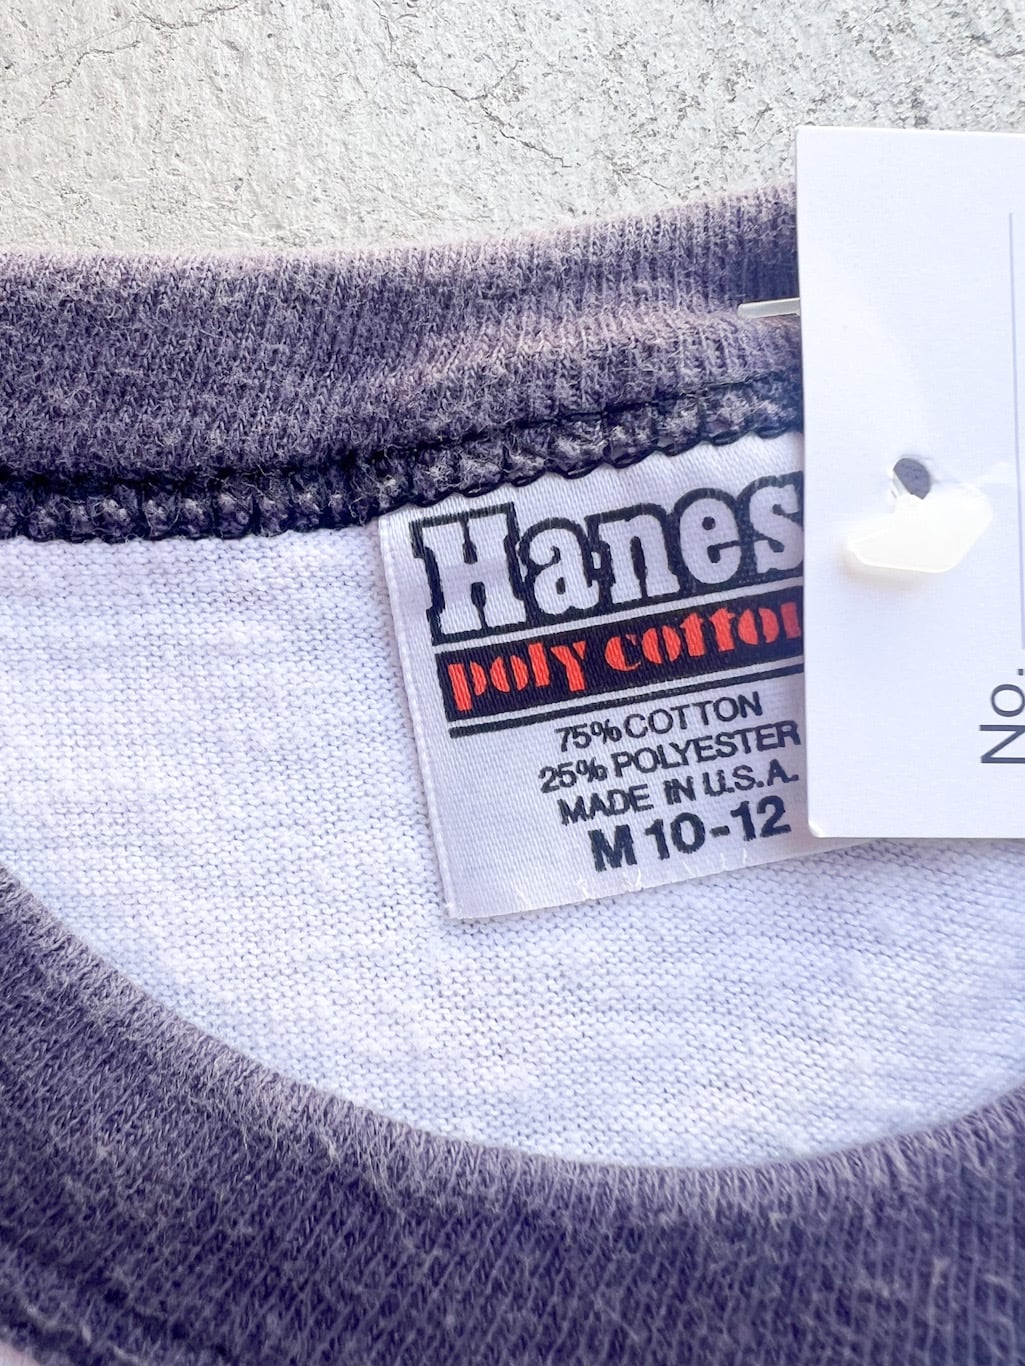 Hanes
poly cotton
75% COTTON
25% POLYESTER
MADE IN U.S.A.
M 10-12
No.